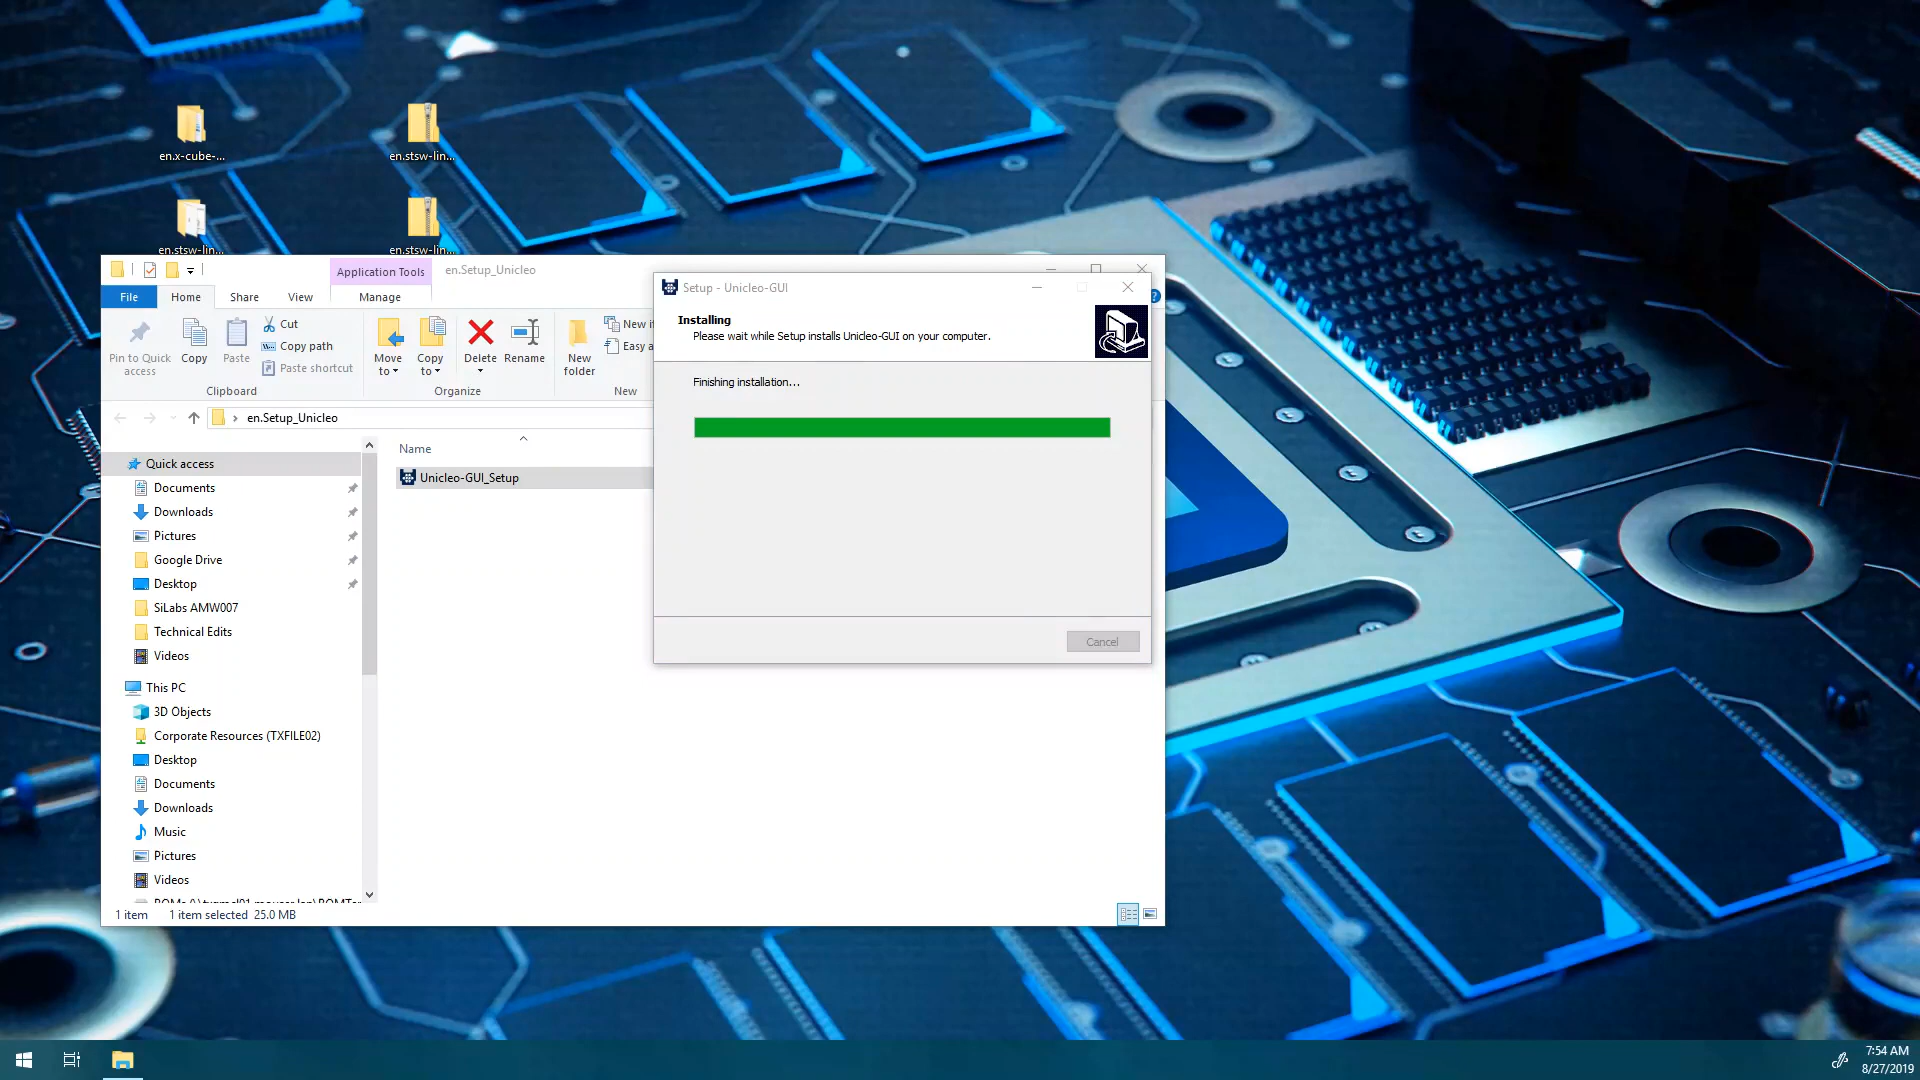 en.x-cube-...
en.stsw-lin...
en.stsw-lin...
en.stsw-lin...
Application Tools
en.Setup_Unicleo
File
Home
Share
View
Manage
Pin to Quick access
Copy
Paste
Cut
Copy path
Paste shortcut
Clipboard
Move to
Copy to
Delete
Rename
Organize
New folder
New
Easy a
New
en.Setup_Unicleo
Name
Unicleo-GUI_Setup
Quick access
Documents
Downloads
Pictures
Google Drive
Desktop
SiLabs AMW007
Technical Edits
Videos
This PC
3D Objects
Corporate Resources (TXFILE02)
Desktop
Documents
Downloads
Music
Pictures
Videos
1 item
1 item selected 25.0 MB
Setup - Unicleo-GUI
Installing
Please wait while Setup installs Unicleo-GUI on your computer.
Finishing installation...
Cancel
7:54 AM
8/27/2019